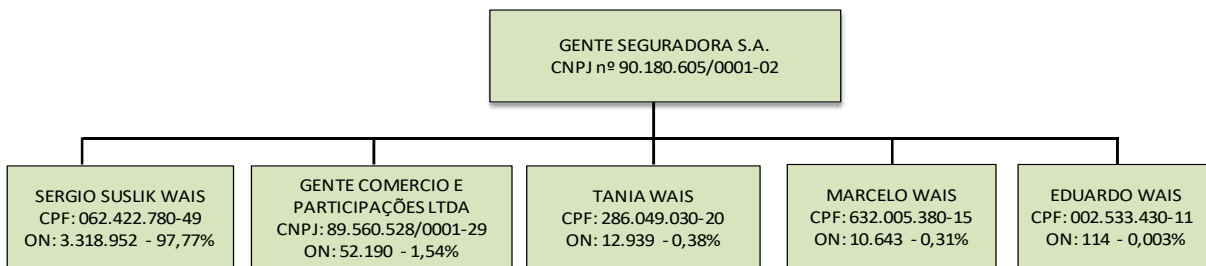 GENTE SEGURADORA S.A.
CNPJ nº 90.180.605/0001-02
SERGIO SUSLIK WAIS
CPF: 062.422.780-49
ON: 3.318.952 - 97,77%
GENTE COMERCIO E
PARTICIPAÇÕES LTDA
CNPJ: 89.560.528/0001-29
ON: 52.190 - 1,54%
TANIA WAIS
CPF: 286.049.030-20
ON: 12.939 - 0,38%
MARCELO WAIS
CPF: 632.005.380-15
ON: 10.643 - 0,31%
EDUARDO WAIS
CPF: 002.533.430-11
ON: 114 - 0,003%